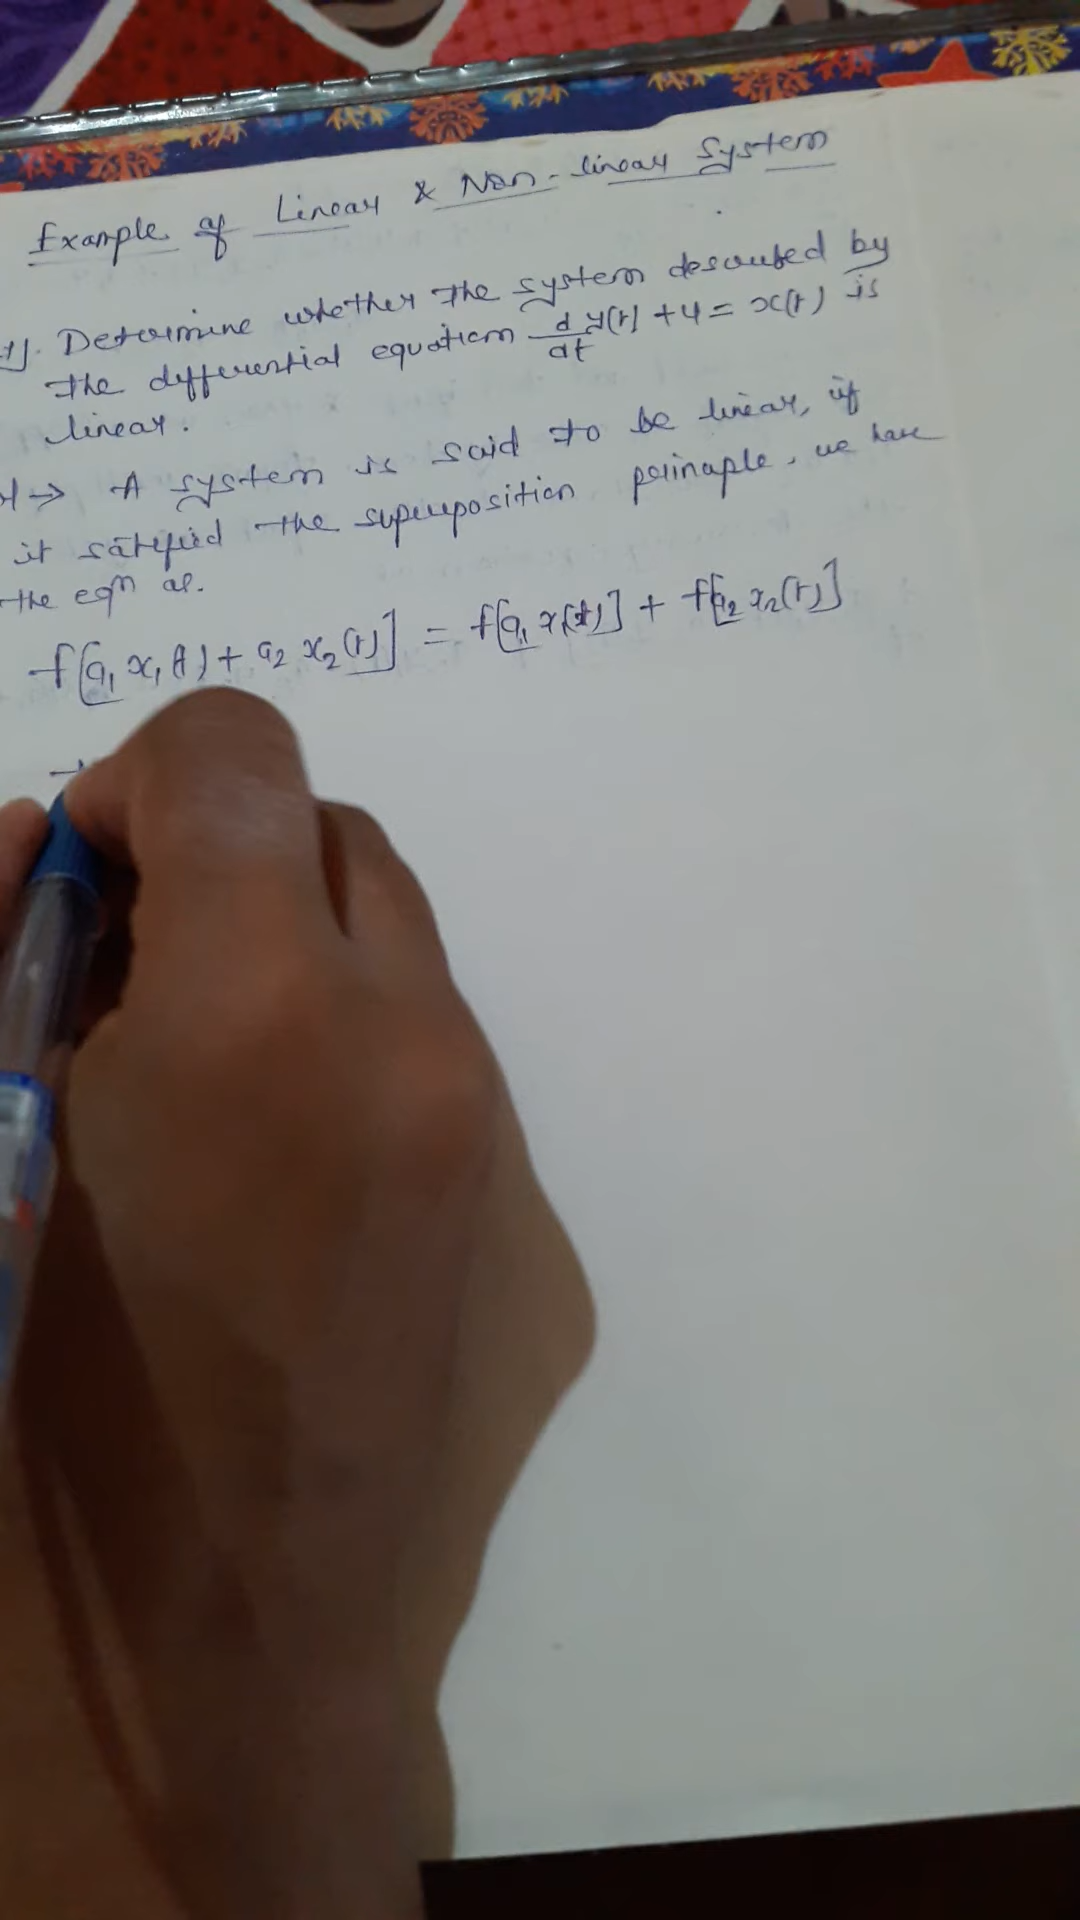 Example of Linear & Non-linear System
1). Determine whether the system described by
the differential equation d/dt y(t) + 4 = x(t) is
linear.
→ A system is said to be linear, if
it satified the superposition prinaple, we have
the eqn as.
f[a₁ x₁(t) + a₂ x₂(t)] = f[a₁ x₁(t)] + f[a₂ x₂(t)]